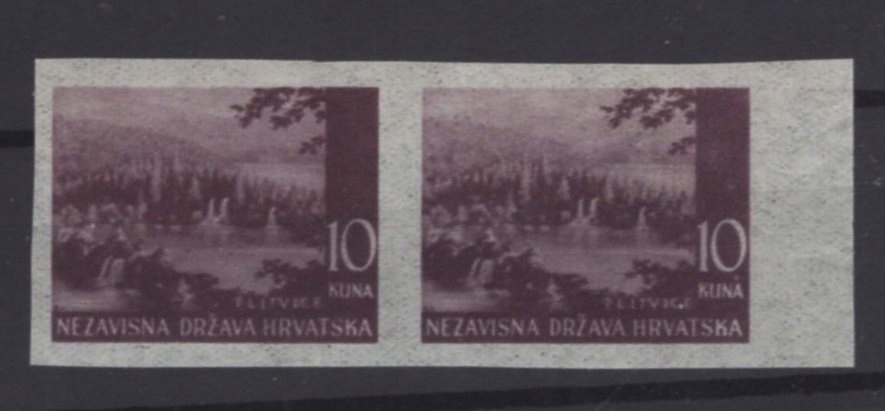 10
KUNA
PLITVICE
NEZAVISNA DRŽAVA HRVATSKA
10
KUNA
PLITVICE
NEZAVISNA DRŽAVA HRVATSKA